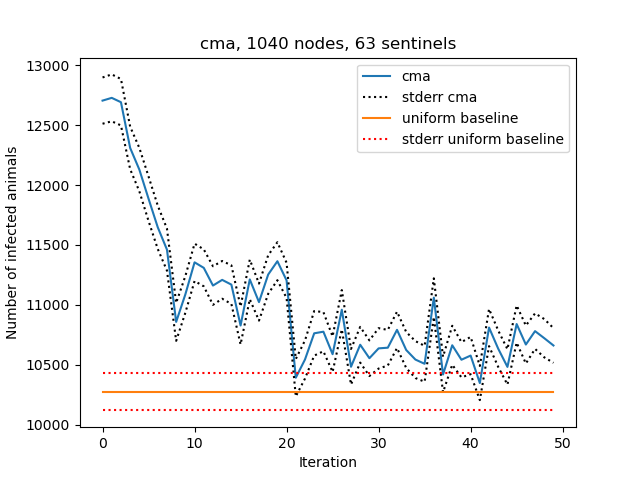 cma, 1040 nodes, 63 sentinels
13000
12500
12000
11500
11000
10500
10000
Number of infected animals
cma
stderr cma
uniform baseline
stderr uniform baseline
0 10 20 30 40 50
Iteration